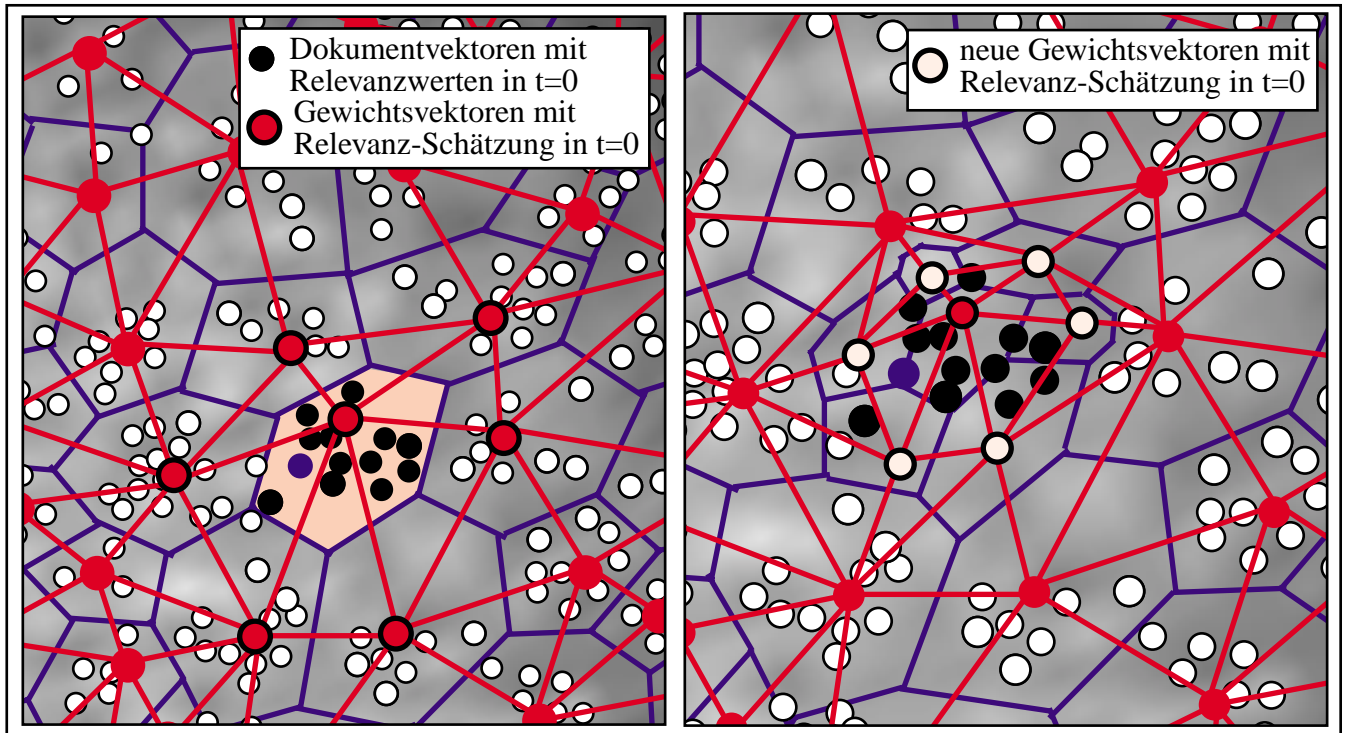 Dokumentvektoren mit
Relevanzwerten in t=0
Gewichtsvektoren mit
Relevanz-Schätzung in t=0
neue Gewichtsvektoren mit
Relevanz-Schätzung in t=0